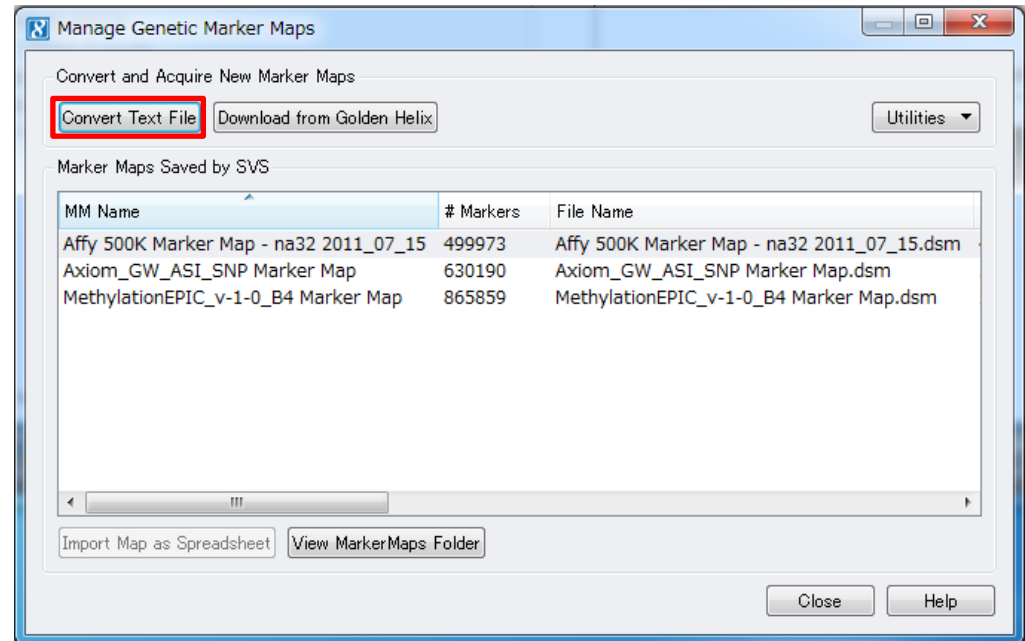 Manage Genetic Marker Maps
Convert and Acquire New Marker Maps
Convert Text File Download from Golden Helix Utilities
Marker Maps Saved by SVS
MM Name # Markers File Name
Affy 500K Marker Map - na32 2011_07_15 499973 Affy 500K Marker Map - na32 2011_07_15.dsm
Axiom_GW_ASI_SNP Marker Map 630190 Axiom_GW_ASI_SNP Marker Map.dsm
MethylationEPIC_v-1-0_B4 Marker Map 865859 MethylationEPIC_v-1-0_B4 Marker Map.dsm
Import Map as Spreadsheet View MarkerMaps Folder
Close Help